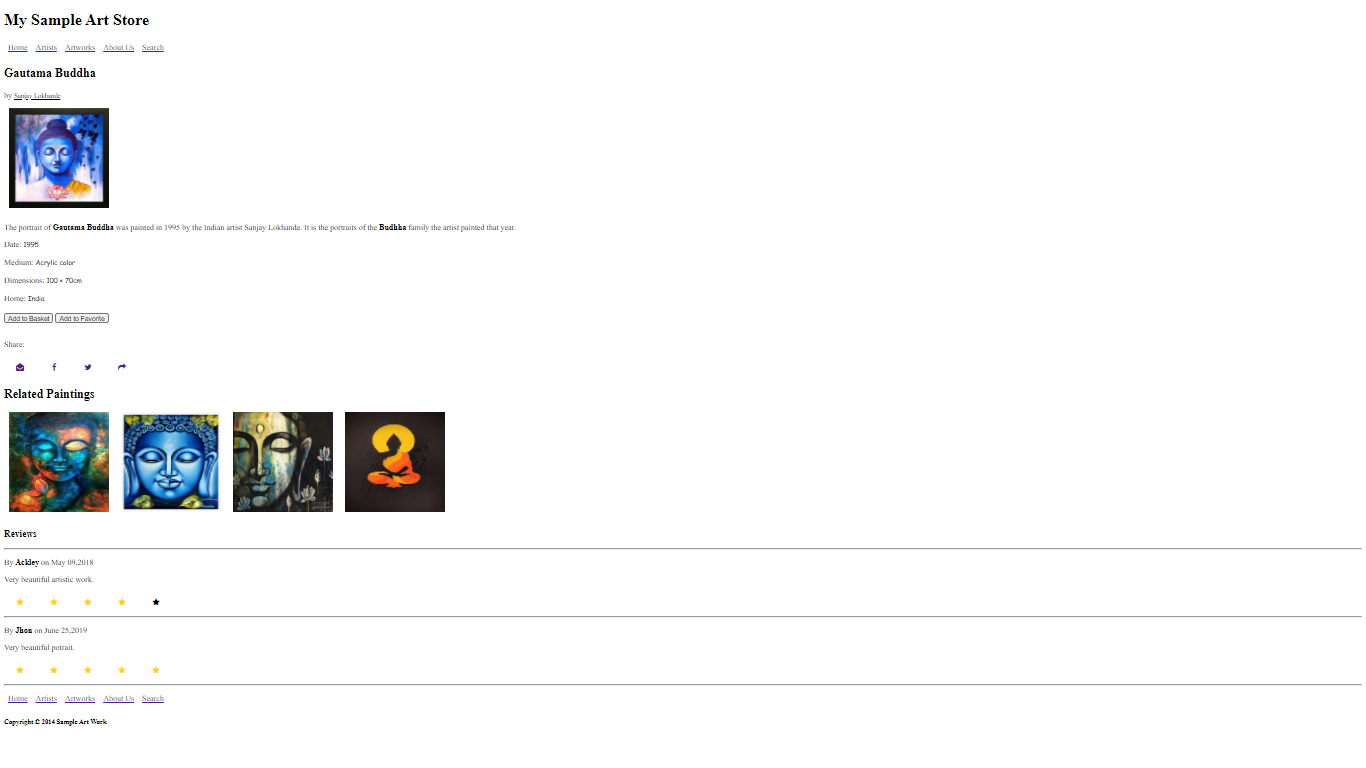 My Sample Art Store
Home Artists Artworks About Us Search
Gautama Buddha
by Sanjay Lokhande
The portrait of Gautama Buddha was painted in 1995 by the Indian artist Sanjay Lokhande. It is the portraits of the Budhha family the artist painted that year.
Date: 1995
Medium: Acrylic color
Dimensions: 100 × 70cm
Home: India
Add to Basket Add to Favorite
Share:
Related Paintings
Reviews
By Ackley on May 09,2018
Very beautiful artistic work.
By Jhon on June 25,2019
Very beautiful potrait.
Home Artists Artworks About Us Search
Copyright © 2014 Sample Art Work